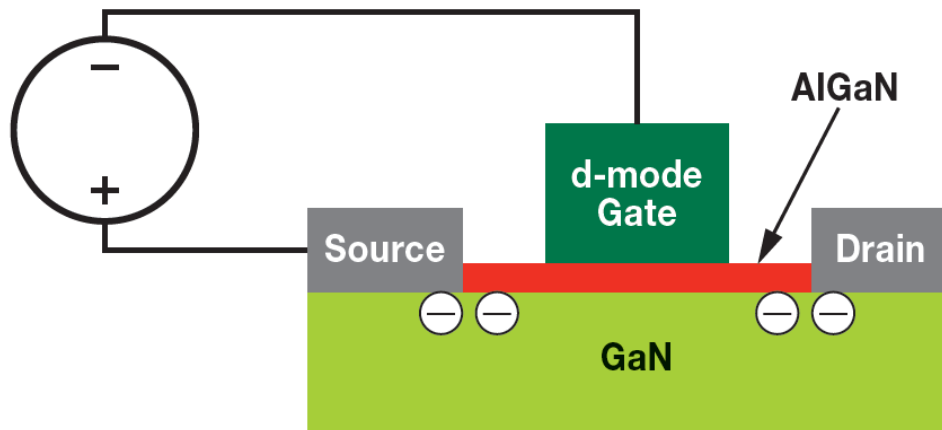 −
AlGaN
d-mode
Gate
+
Source
Drain
− − − −
GaN